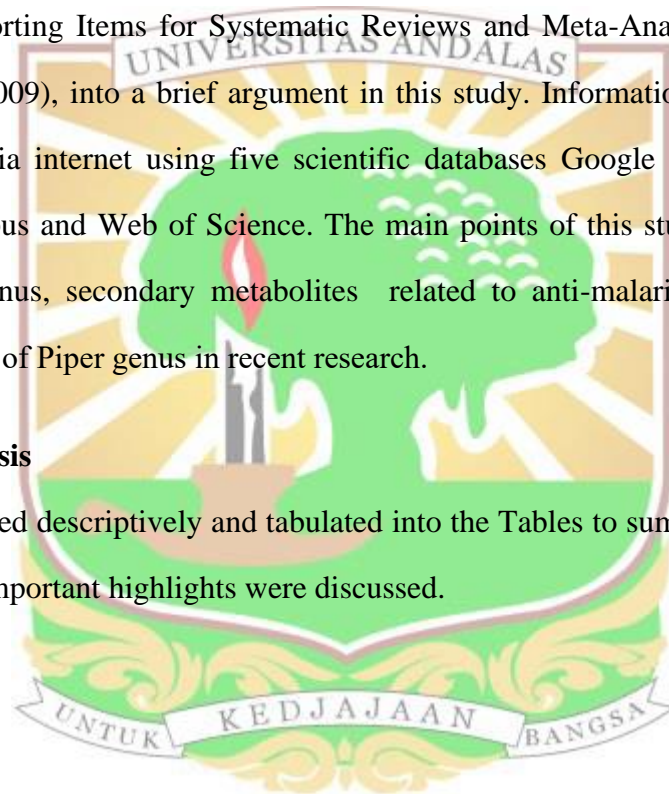 orting Items for Systematic Reviews and Meta-Ana
UNIVERSITAS ANDALAS
009), into a brief argument in this study. Informatio
ia internet using five scientific databases Google
ous and Web of Science. The main points of this stu
nus, secondary metabolites related to anti-malari
of Piper genus in recent research.
sis
ed descriptively and tabulated into the Tables to sum
mportant highlights were discussed.
UNTUK KEDJAJAAN BANGSA